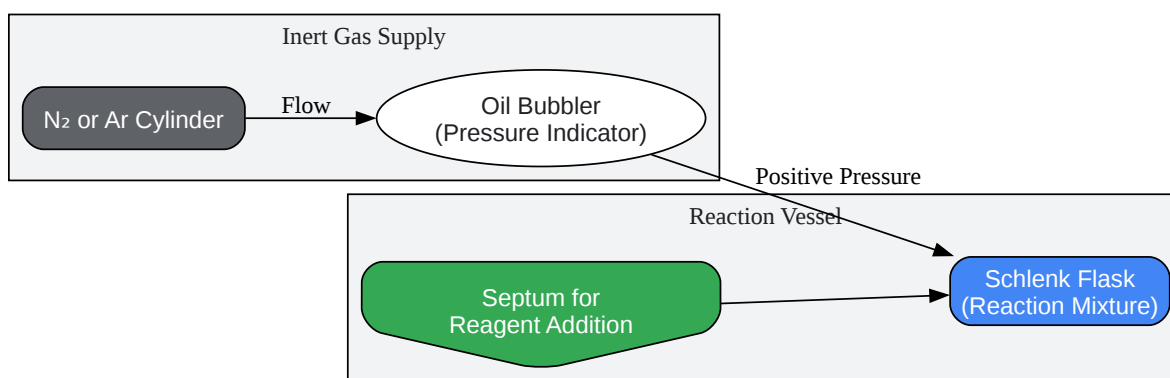 Inert Gas Supply
N₂ or Ar Cylinder
Flow
Oil Bubbler
(Pressure Indicator)
Positive Pressure
Reaction Vessel
Septum for
Reagent Addition
Schlenk Flask
(Reaction Mixture)